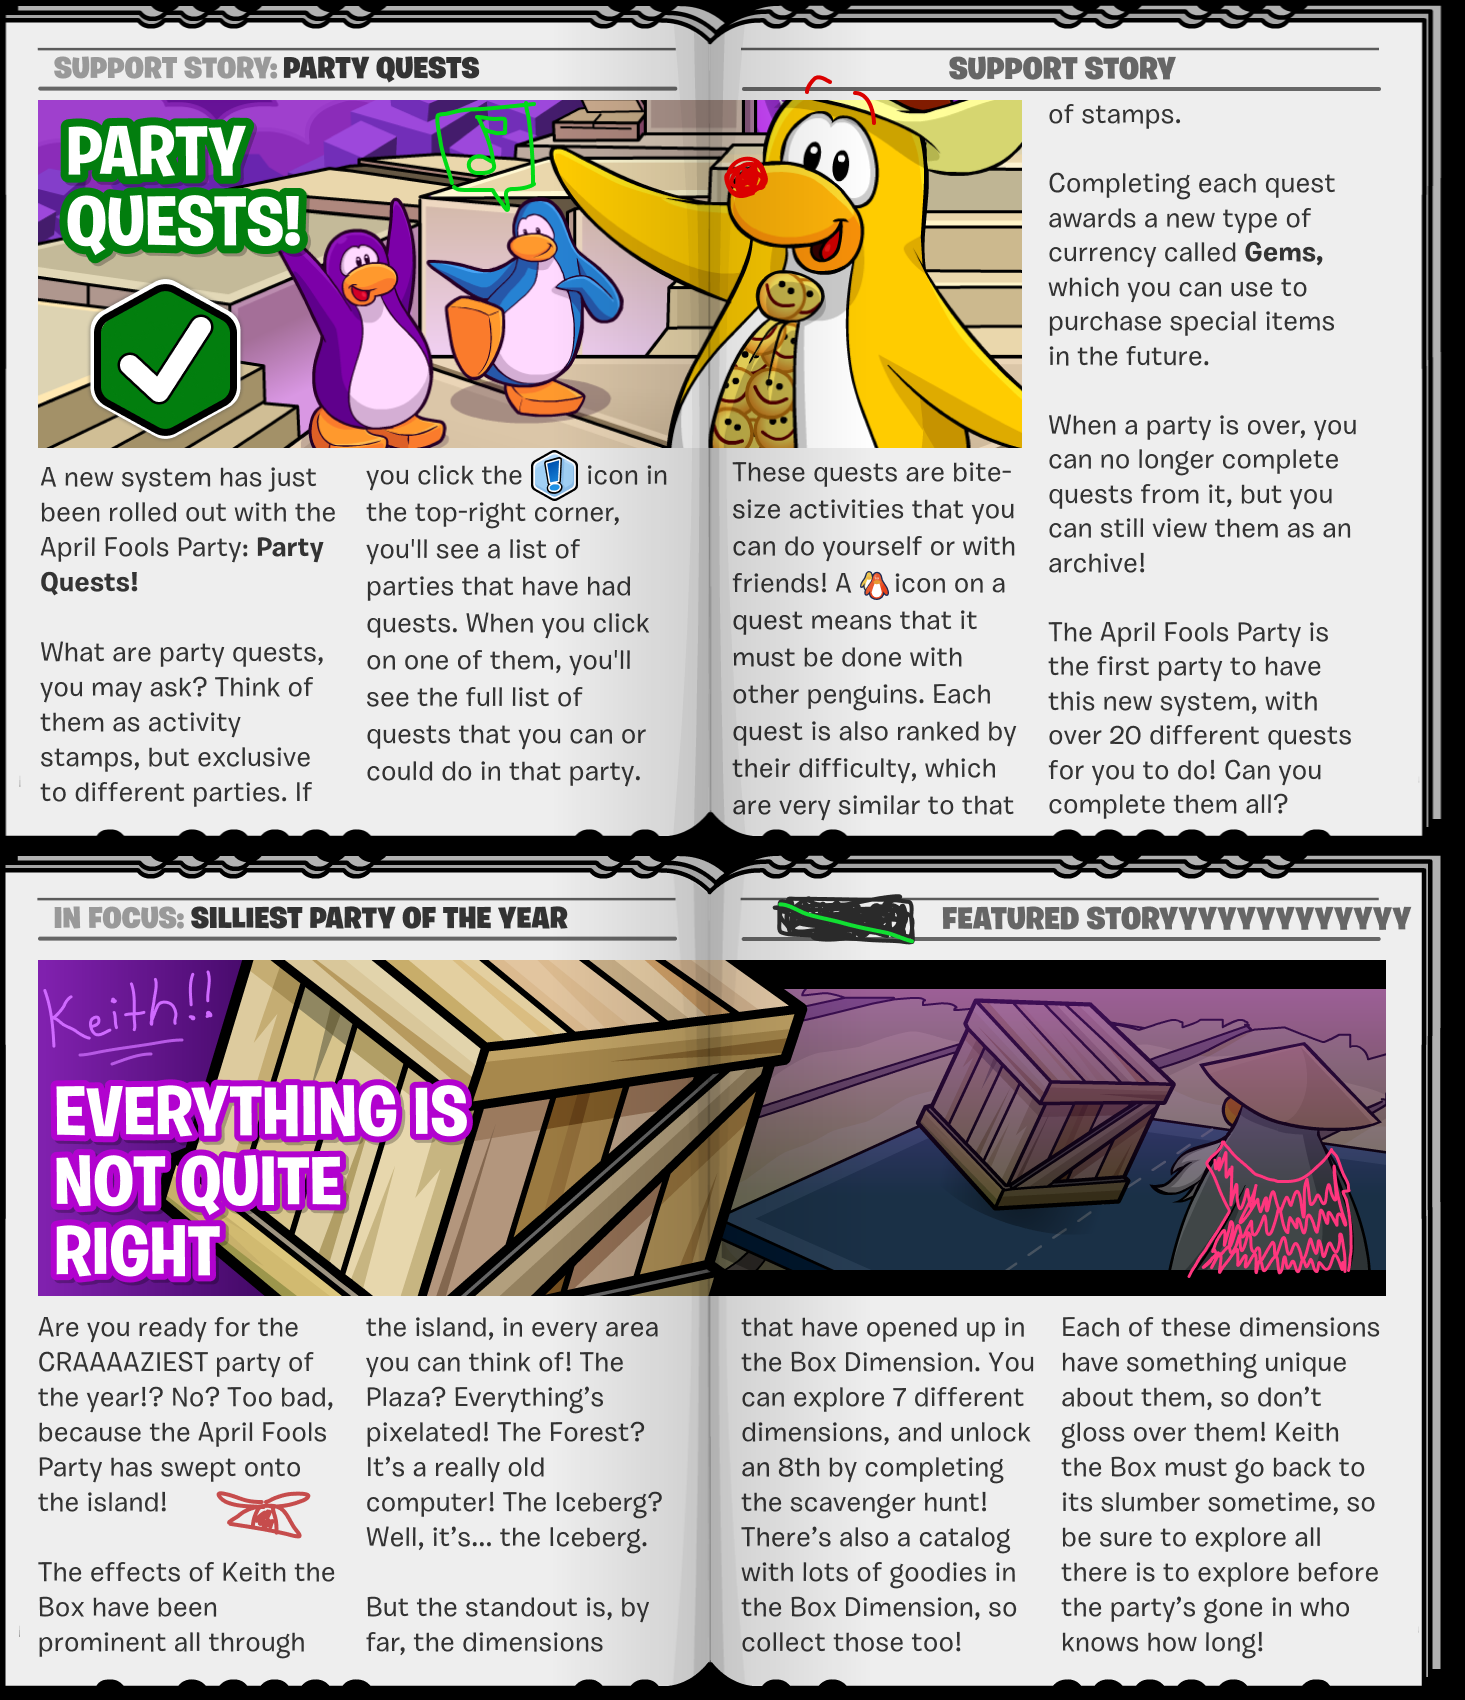 SUPPORT STORY: PARTY QUESTS
SUPPORT STORY
PARTY
QUESTS!
A new system has just
been rolled out with the
April Fools Party: Party
Quests!
What are party quests,
you may ask? Think of
them as activity
stamps, but exclusive
to different parties. If
you click the icon in
the top-right corner,
you'll see a list of
parties that have had
quests. When you click
on one of them, you'll
see the full list of
quests that you can or
could do in that party.
These quests are bite-
size activities that you
can do yourself or with
friends! A icon on a
quest means that it
must be done with
other penguins. Each
quest is also ranked by
their difficulty, which
are very similar to that
of stamps.
Completing each quest
awards a new type of
currency called Gems,
which you can use to
purchase special items
in the future.
When a party is over, you
can no longer complete
quests from it, but you
can still view them as an
archive!
The April Fools Party is
the first party to have
this new system, with
over 20 different quests
for you to do! Can you
complete them all?
IN FOCUS: SILLIEST PARTY OF THE YEAR
FEATURED STORYYYYYYYYYYYYYY
Keith!!
EVERYTHING IS
NOT QUITE
RIGHT
Are you ready for the
CRAAAAZIEST party of
the year!? No? Too bad,
because the April Fools
Party has swept onto
the island!
The effects of Keith the
Box have been
prominent all through
the island, in every area
you can think of! The
Plaza? Everything's
pixelated! The Forest?
It's a really old
computer! The Iceberg?
Well, it's... the Iceberg.
But the standout is, by
far, the dimensions
that have opened up in
the Box Dimension. You
can explore 7 different
dimensions, and unlock
an 8th by completing
the scavenger hunt!
There's also a catalog
with lots of goodies in
the Box Dimension, so
collect those too!
Each of these dimensions
have something unique
about them, so don't
gloss over them! Keith
the Box must go back to
its slumber sometime, so
be sure to explore all
there is to explore before
the party's gone in who
knows how long!